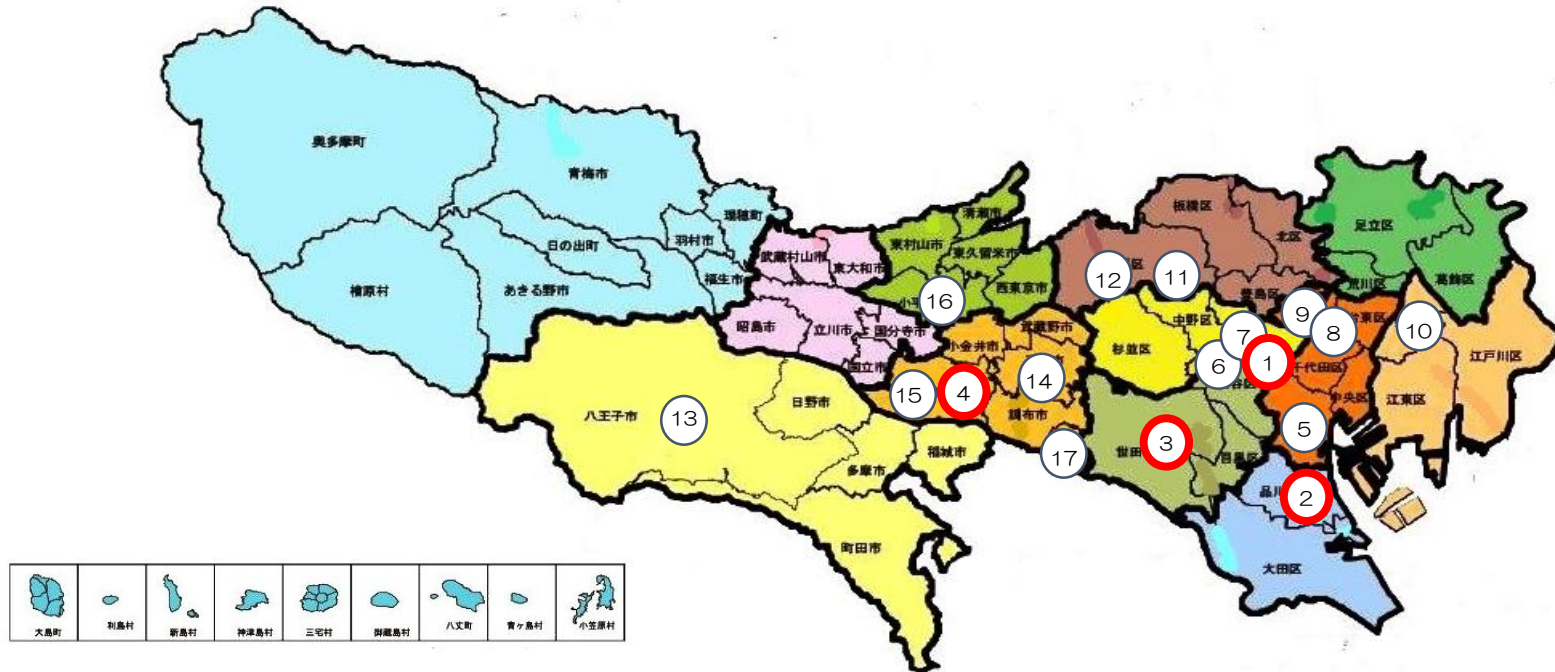 奥多摩町
青梅市
瑞穂町
羽村市
日の出町
福生市
あきる野市
檜原村
武蔵村山市
東大和市
昭島市
立川市
国分寺市
国立市
清瀬市
東村山市
東久留米市
西東京市
16
小金井市
武蔵野市
15
4
14
調布市
17
八王子市
13
日野市
多摩市
稲城市
町田市
板橋区
北区
12
11
豊島区
足立区
荒川区
葛飾区
中野区
杉並区
7
6
1
9
8
台東区
千代田区
中央区
5
10
江東区
江戸川区
3
目黒区
2
大田区
大島町
利島村
新島村
神津島村
三宅村
御蔵島村
八丈町
青ヶ島村
小笠原村